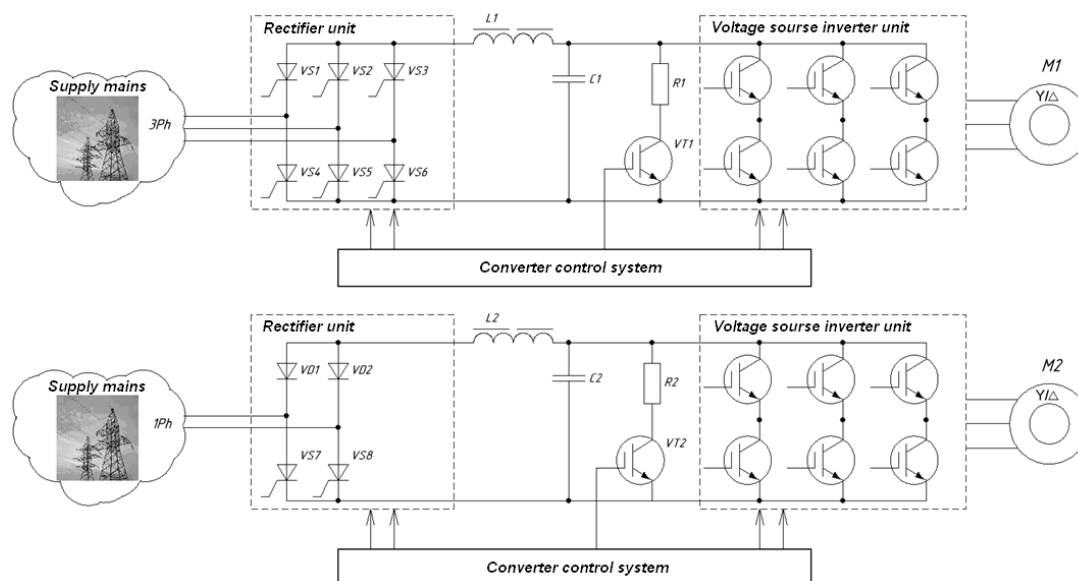 Rectifier unit
L1
Voltage sourse inverter unit
VS1
VS2
VS3
Supply mains
C1
R1
M1
YI△
3Ph
VT1
VS4
VS5
VS6
Converter control system
Rectifier unit
L2
Voltage sourse inverter unit
VD1
VD2
Supply mains
C2
R2
M2
YI△
1Ph
VT2
VS7
VS8
Converter control system